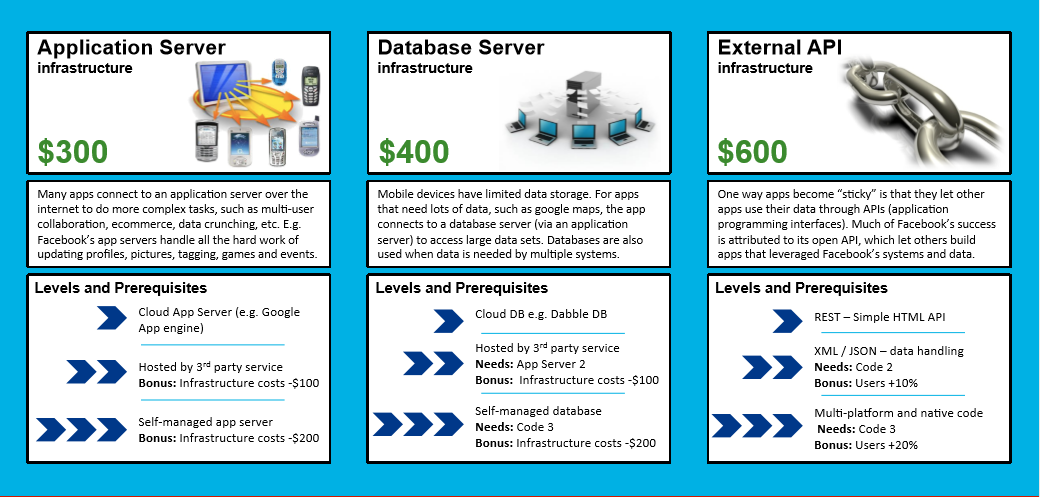 Application Server
infrastructure
$300
Many apps connect to an application server over the
internet to do more complex tasks, such as multi-user
collaboration, ecommerce, data crunching, etc. E.g.
Facebook's app servers handle all the hard work of
updating profiles, pictures, tagging, games and events.
Levels and Prerequisites
Cloud App Server (e.g. Google
App engine)
Hosted by 3rd party service
Bonus: Infrastructure costs -$100
Self-managed app server
Bonus: Infrastructure costs -$200
Database Server
infrastructure
$400
Mobile devices have limited data storage. For apps
that need lots of data, such as google maps, the app
connects to a database server (via an application
server) to access large data sets. Databases are also
used when data is needed by multiple systems.
Levels and Prerequisites
Cloud DB e.g. Dabble DB
Hosted by 3rd party service
Needs: App Server 2
Bonus: Infrastructure costs -$100
Self-managed database
Needs: Code 3
Bonus: Infrastructure costs -$200
External API
infrastructure
$600
One way apps become “sticky” is that they let other
apps use their data through APIs (application
programming interfaces). Much of Facebook's success
is attributed to its open API, which let others build
apps that leveraged Facebook's systems and data.
Levels and Prerequisites
REST – Simple HTML API
XML / JSON – data handling
Needs: Code 2
Bonus: Users +10%
Multi-platform and native code
Needs: Code 3
Bonus: Users +20%